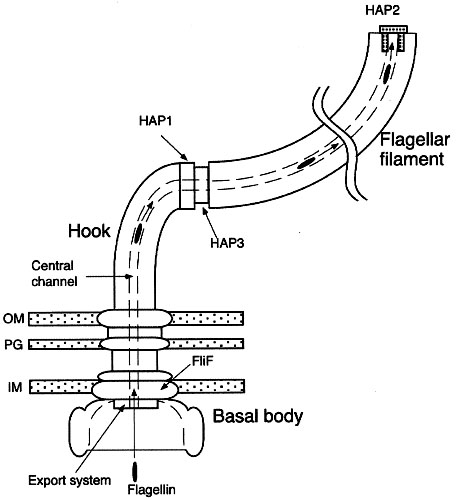 HAP2
HAP1
Flagellar
filament
Hook
HAP3
Central
channel
OM
PG
FliF
IM
Basal body
Export system
Flagellin